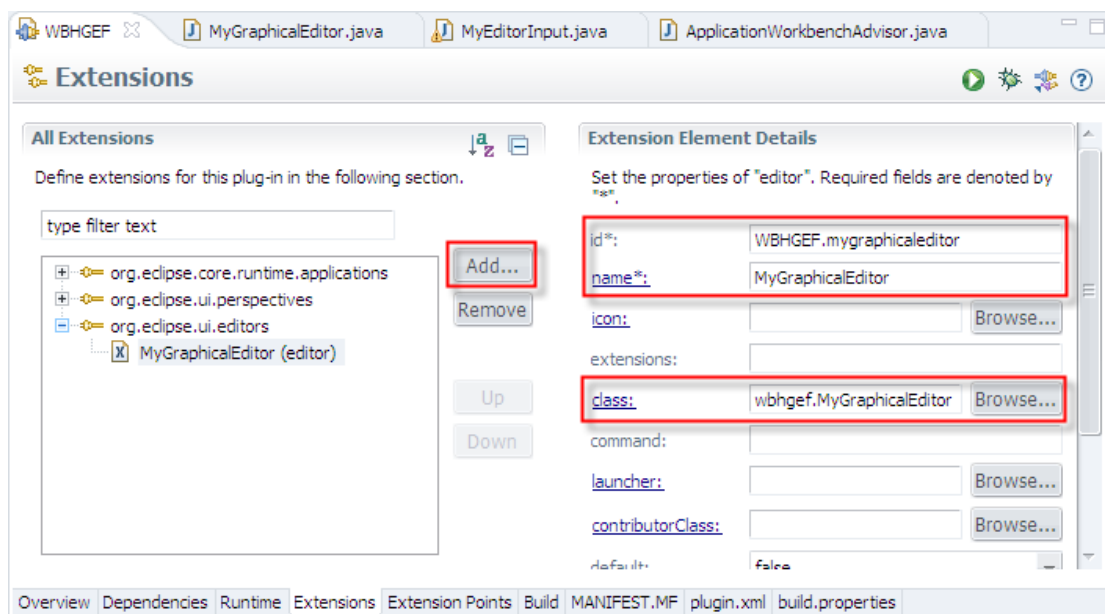 WBHGEF MyGraphicalEditor.java MyEditorInput.java ApplicationWorkbenchAdvisor.java
Extensions
All Extensions
Define extensions for this plug-in in the following section.
type filter text
org.eclipse.core.runtime.applications
org.eclipse.ui.perspectives
org.eclipse.ui.editors
MyGraphicalEditor (editor)
Add...
Remove
Up
Down
Extension Element Details
Set the properties of "editor". Required fields are denoted by
"*".
id*: WBHGEF.mygraphicaleditor
name*: MyGraphicalEditor
icon: Browse...
extensions:
class: wbhgef.MyGraphicalEditor Browse...
command:
launcher: Browse...
contributorClass: Browse...
default: false
Overview Dependencies Runtime Extensions Extension Points Build MANIFEST.MF plugin.xml build.properties